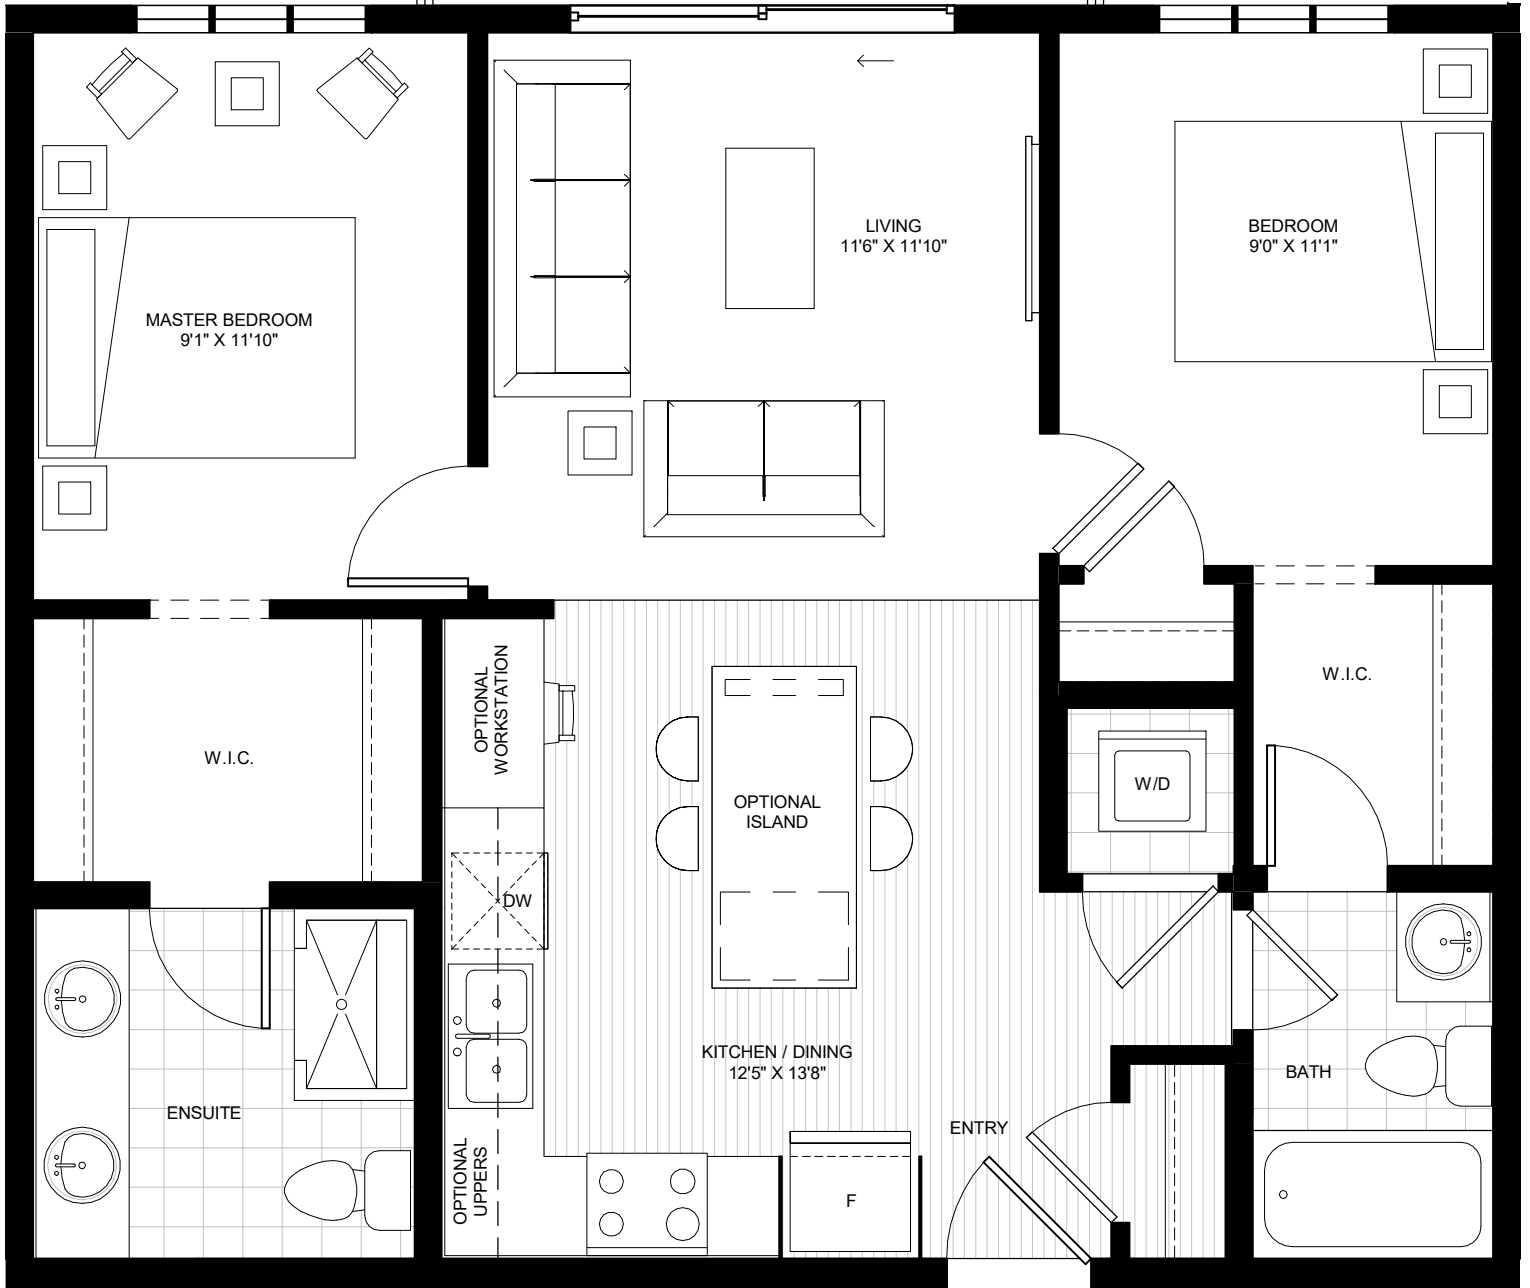 LIVING
11'6" X 11'10"
BEDROOM
9'0" X 11'1"
MASTER BEDROOM
9'1" X 11'10"
OPTIONAL
WORKSTATION
W.I.C.
W.I.C.
W/D
OPTIONAL
ISLAND
DW
KITCHEN / DINING
12'5" X 13'8"
BATH
ENSUITE
ENTRY
OPTIONAL
UPPERS
F